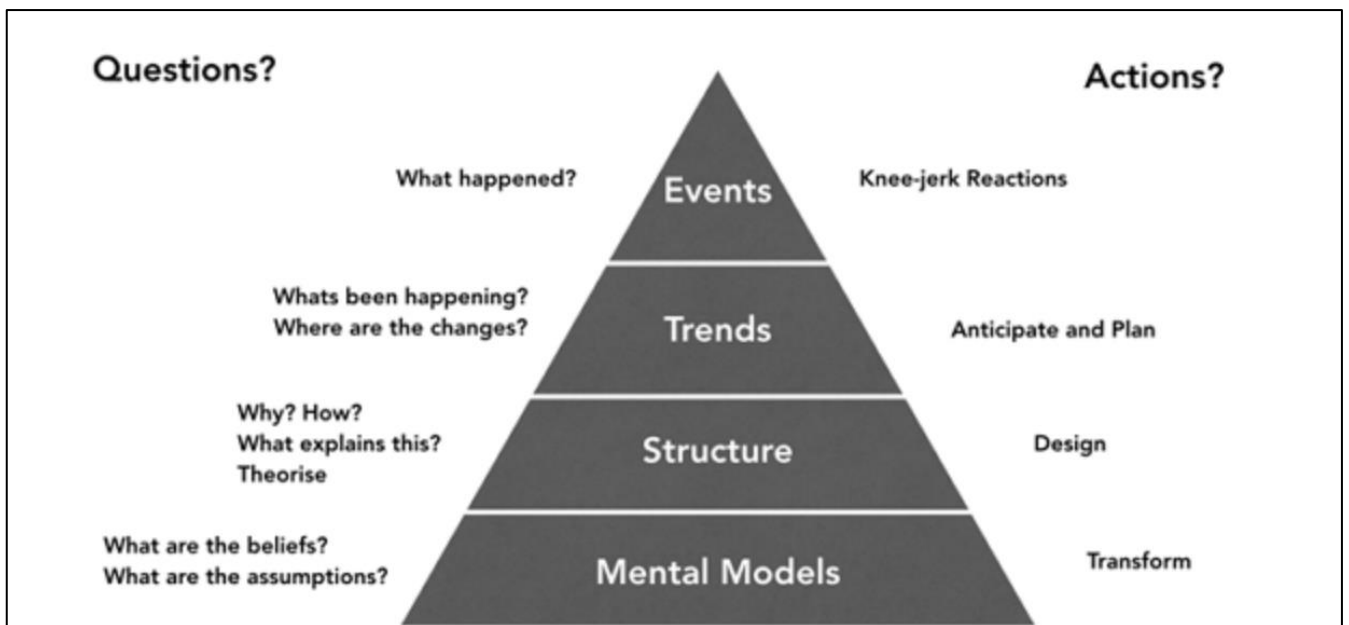 Questions?
Actions?
What happened?
Events
Knee-jerk Reactions
Whats been happening?
Where are the changes?
Trends
Anticipate and Plan
Why? How?
What explains this?
Theorise
Structure
Design
What are the beliefs?
What are the assumptions?
Mental Models
Transform